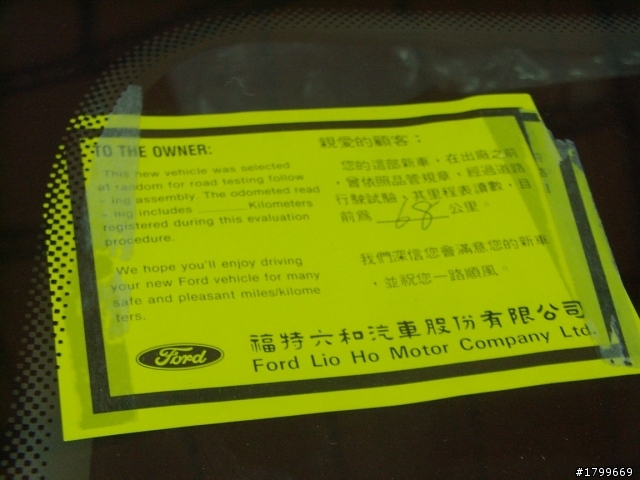 TO THE OWNER:
This new vehicle was selected
at random for road testing follow
- ing assembly. The odometed read
- ing includes ______ Kilometers
registered during this evaluation
procedure.
We hope you'll enjoy driving
your new Ford vehicle for many
safe and pleasant miles/kilome
ters.
親愛的顧客：
您的這部新車，在出廠之前
，曾依照品管規章，經過道路
行駛試驗，其里程表讀數，目
前為 68 公里。
我們深信您會滿意您的新車
，並祝您一路順風。
Ford
福特六和汽車股份有限公司
Ford Lio Ho Motor Company Ltd.
#1799669